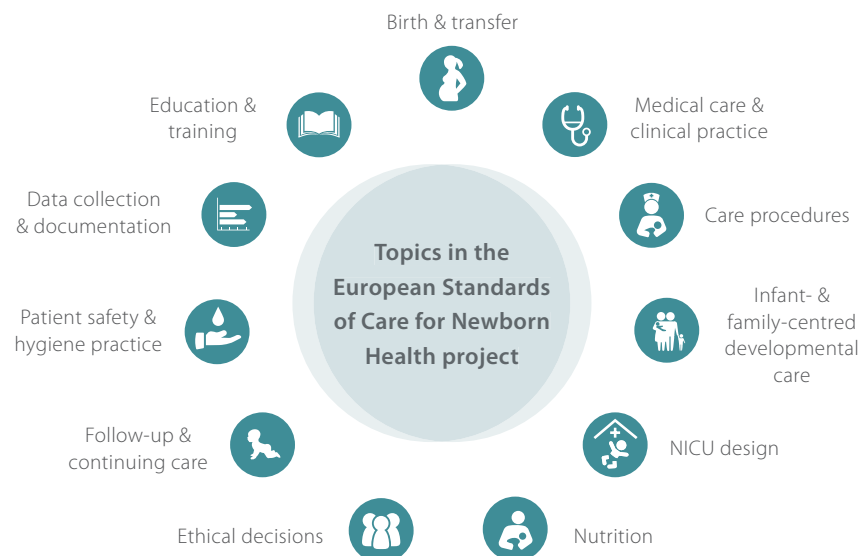 Birth & transfer
Medical care &
clinical practice
Care procedures
Infant- &
family-centred
developmental
care
NICU design
Nutrition
Ethical decisions
Follow-up &
continuing care
Patient safety &
hygiene practice
Data collection
& documentation
Education &
training
Topics in the
European Standards
of Care for Newborn
Health project